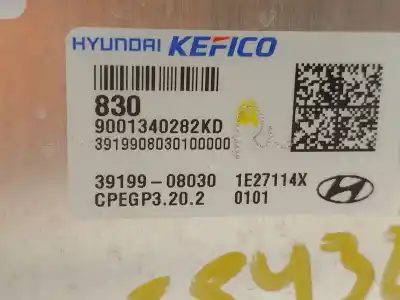 HYUNDAI KEFICO
830
9001340282KD
3919908030100000
39199-08030 1E27114X
CPEGP3.20.2 0101